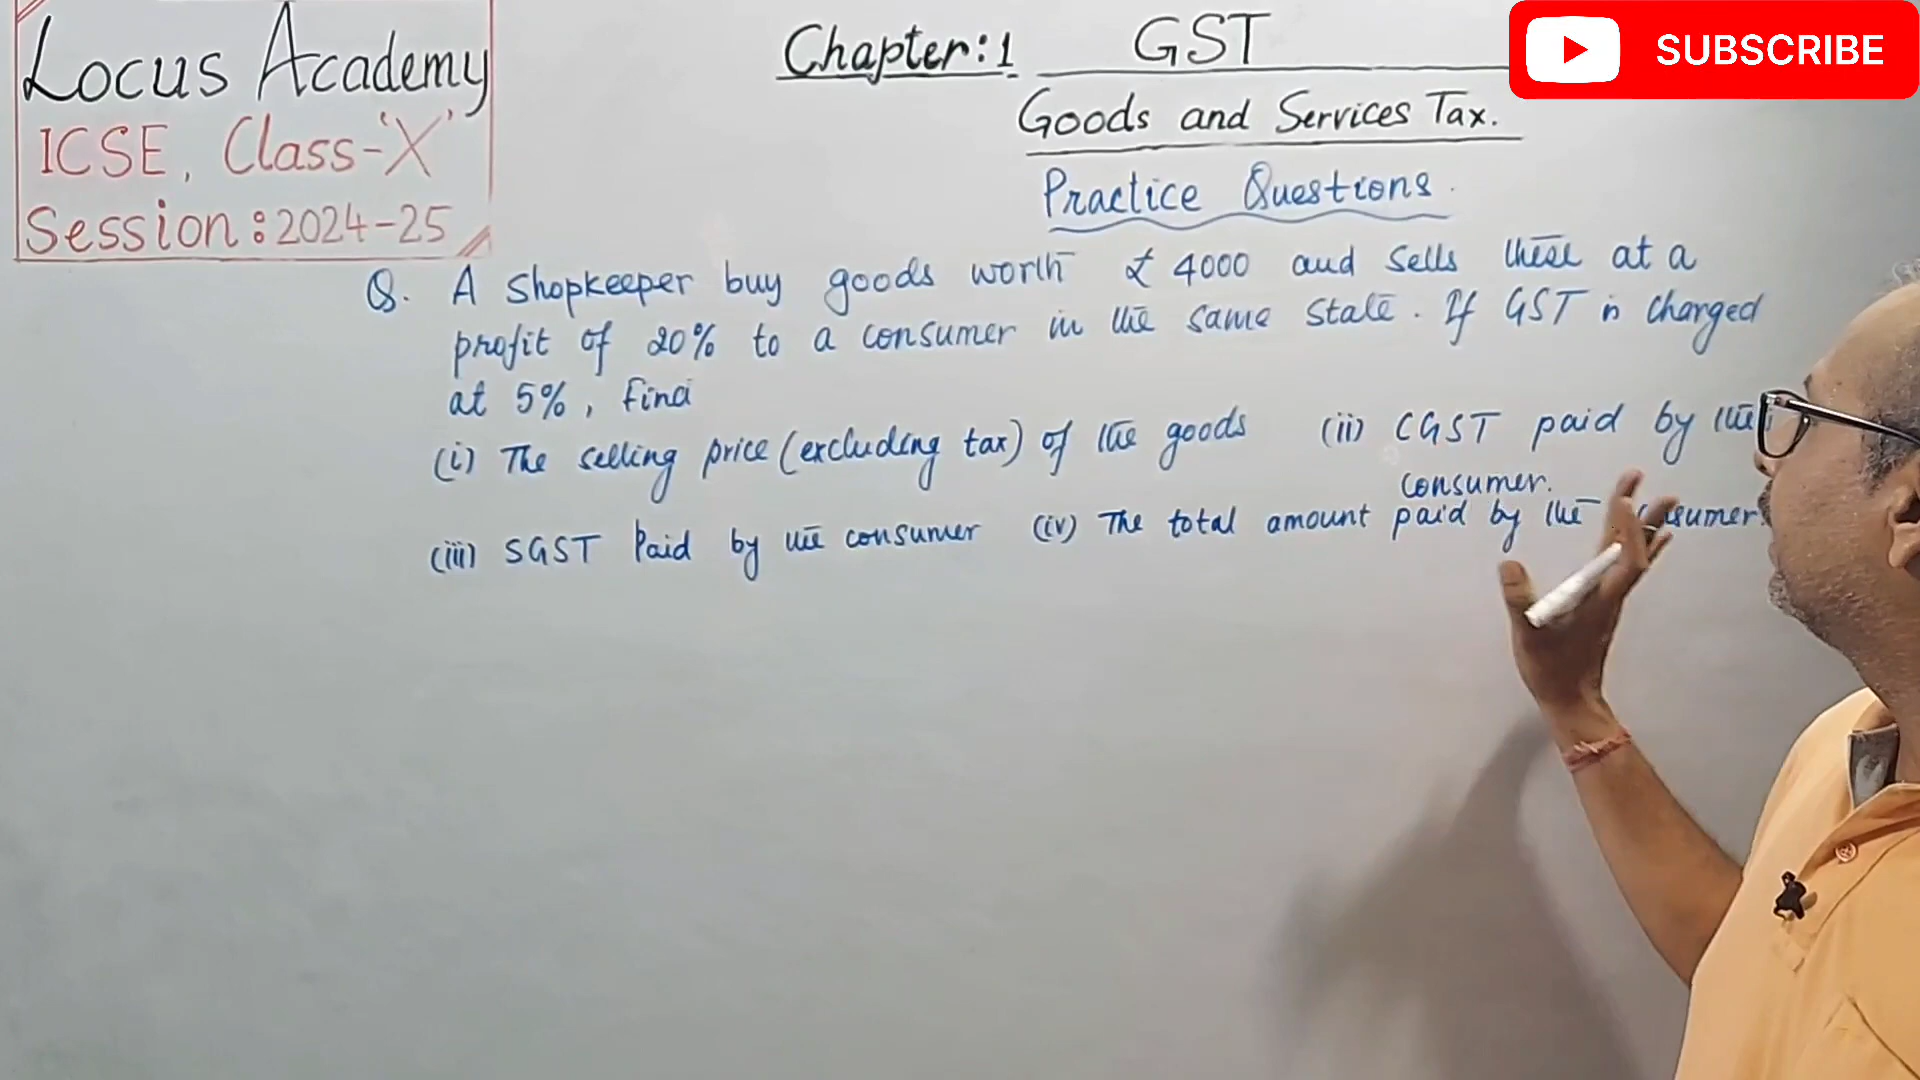 Locus Academy
ICSE, Class-'X'
Session: 2024-25
Chapter: 1 GST
Goods and Services Tax.
Practice Questions.
SUBSCRIBE
Q. A Shopkeeper buy goods worth ₹ 4000 and sells these at a
profit of 20% to a consumer in the same state. If GST is charged
at 5%, Find
(i) The selling price (excluding tax) of the goods (ii) CGST paid by the
consumer.
(iii) SGST Paid by the consumer (iv) The total amount paid by the consumer.